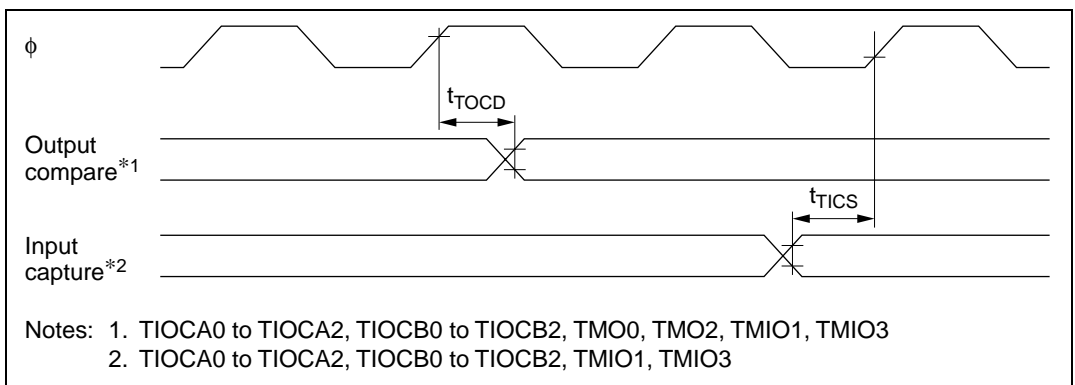 ϕ
tTOCD
Output
compare*1
tTICS
Input
capture*2
Notes: 1. TIOCA0 to TIOCA2, TIOCB0 to TIOCB2, TMO0, TMO2, TMIO1, TMIO3
2. TIOCA0 to TIOCA2, TIOCB0 to TIOCB2, TMIO1, TMIO3